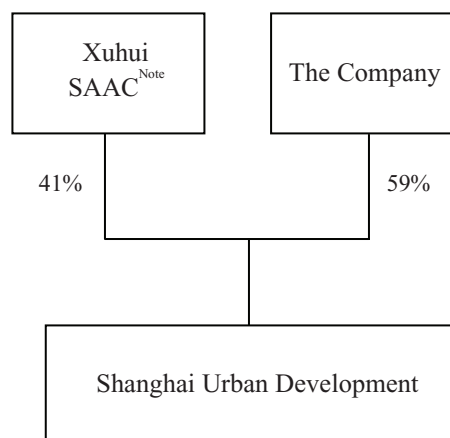 Xuhui
SAAC Note
The Company
41%
59%
Shanghai Urban Development